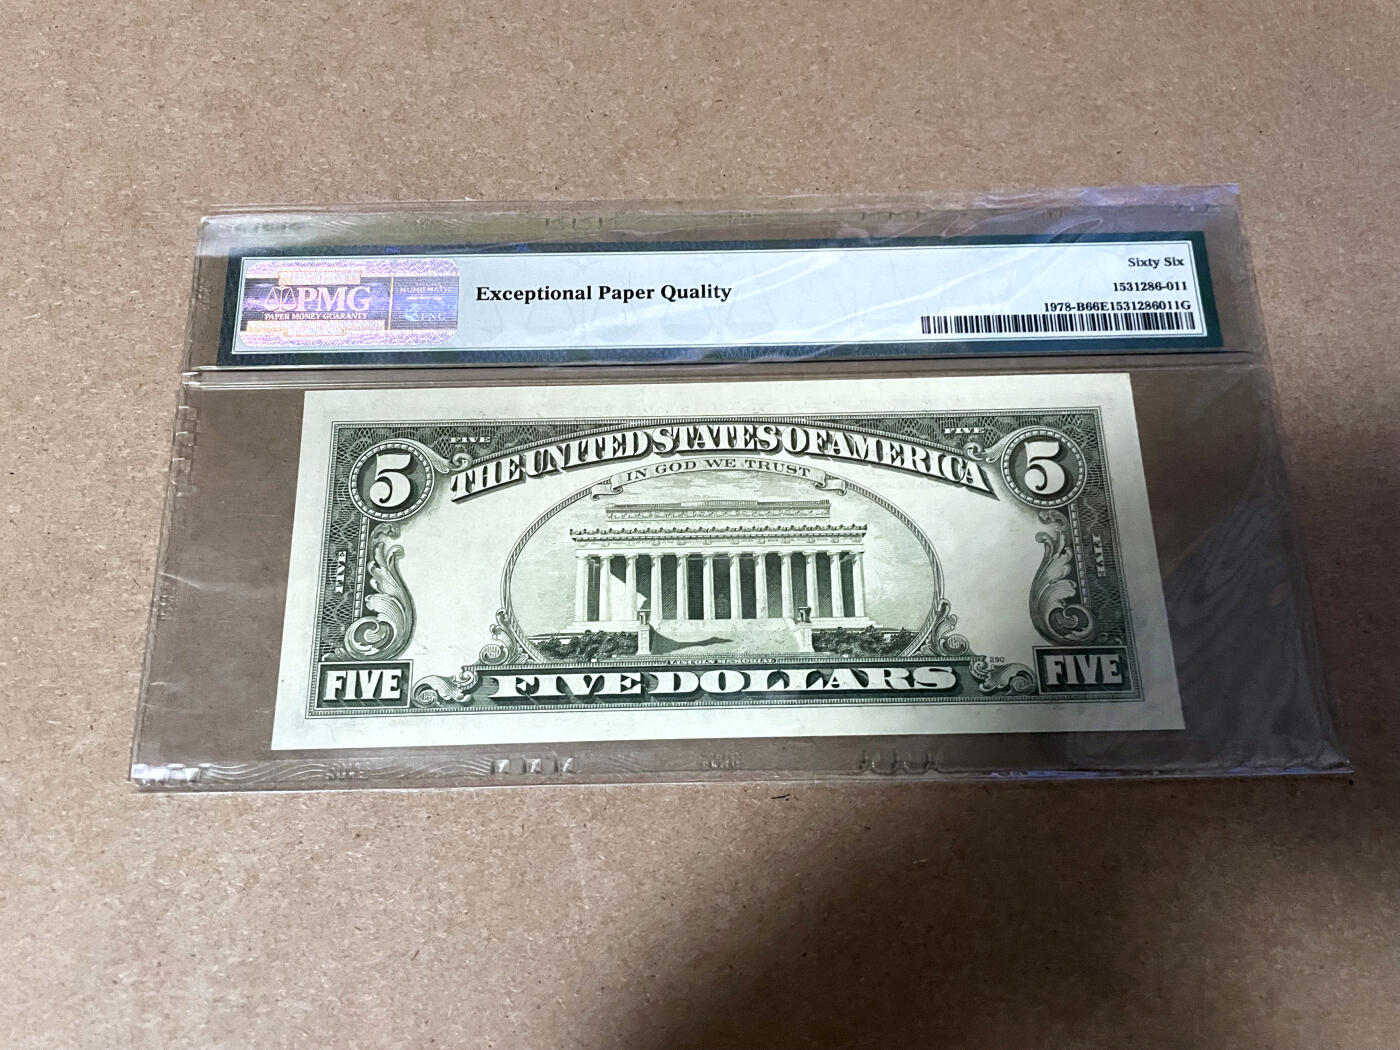 PMG
PAPER MONEY GUARANTY
Exceptional Paper Quality
Sixty Six
1531286-011
1978-B66E1531286011G
FIVE
FIVE
5
THE UNITED STATES OF AMERICA
5
IN GOD WE TRUST
FIVE
FIVE
LINCOLN MEMORIAL
290
FIVE
FIVE DOLLARS
FIVE